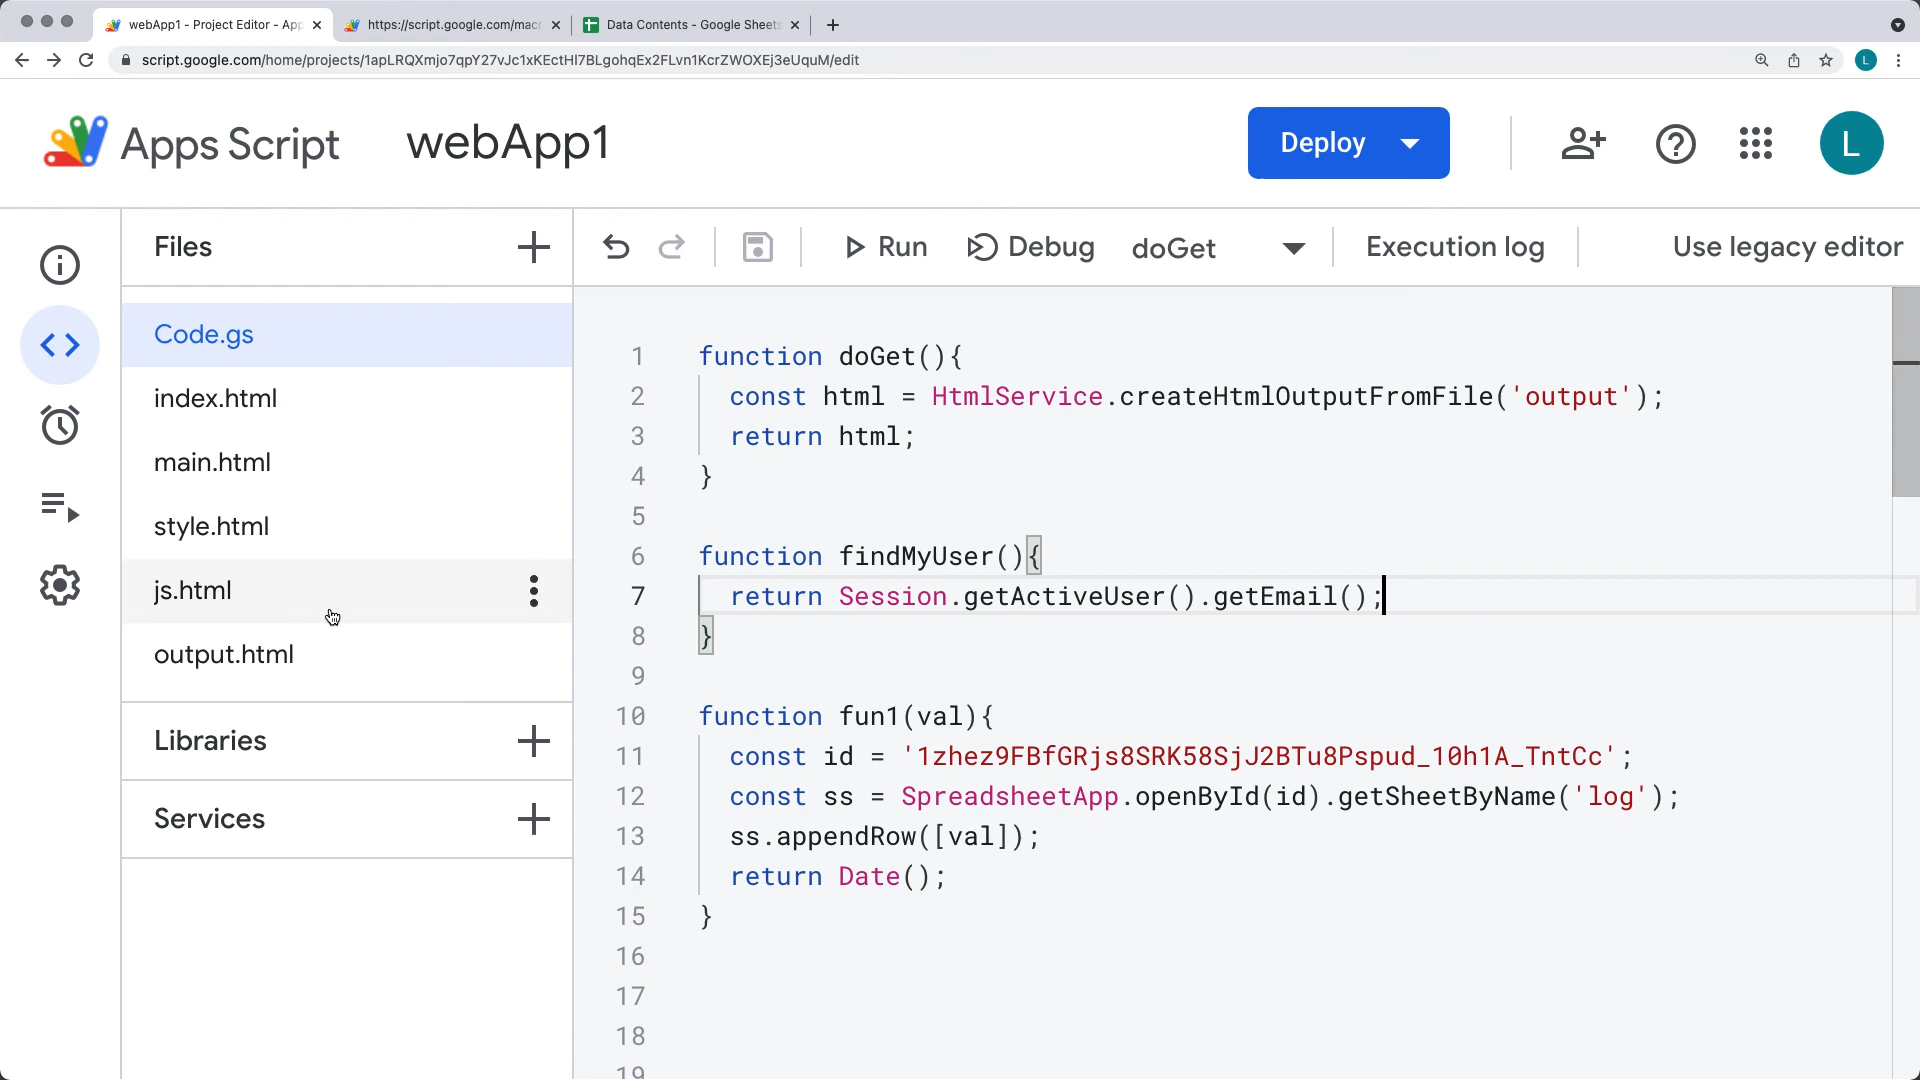 webApp1 - Project Editor - App
https://script.google.com/macr
Data Contents - Google Sheets
script.google.com/home/projects/1apLRQXmjo7qpY27vJc1xKEctHI7BLgohqEx2FLvn1KcrZWOXEj3eUquM/edit
L
Apps Script
webApp1
Deploy
L
Files
Run
Debug
doGet
Execution log
Use legacy editor
Code.gs
index.html
main.html
style.html
js.html
output.html
Libraries
Services
1 function doGet(){
2 const html = HtmlService.createHtmlOutputFromFile('output');
3 return html;
4 }
5
6 function findMyUser(){
7 return Session.getActiveUser().getEmail();
8 }
9
10 function fun1(val){
11 const id = '1zhez9FBfGRjs8SRK58SjJ2BTu8Pspud_10h1A_TntCc';
12 const ss = SpreadsheetApp.openById(id).getSheetByName('log');
13 ss.appendRow([val]);
14 return Date();
15 }
16
17
18
19